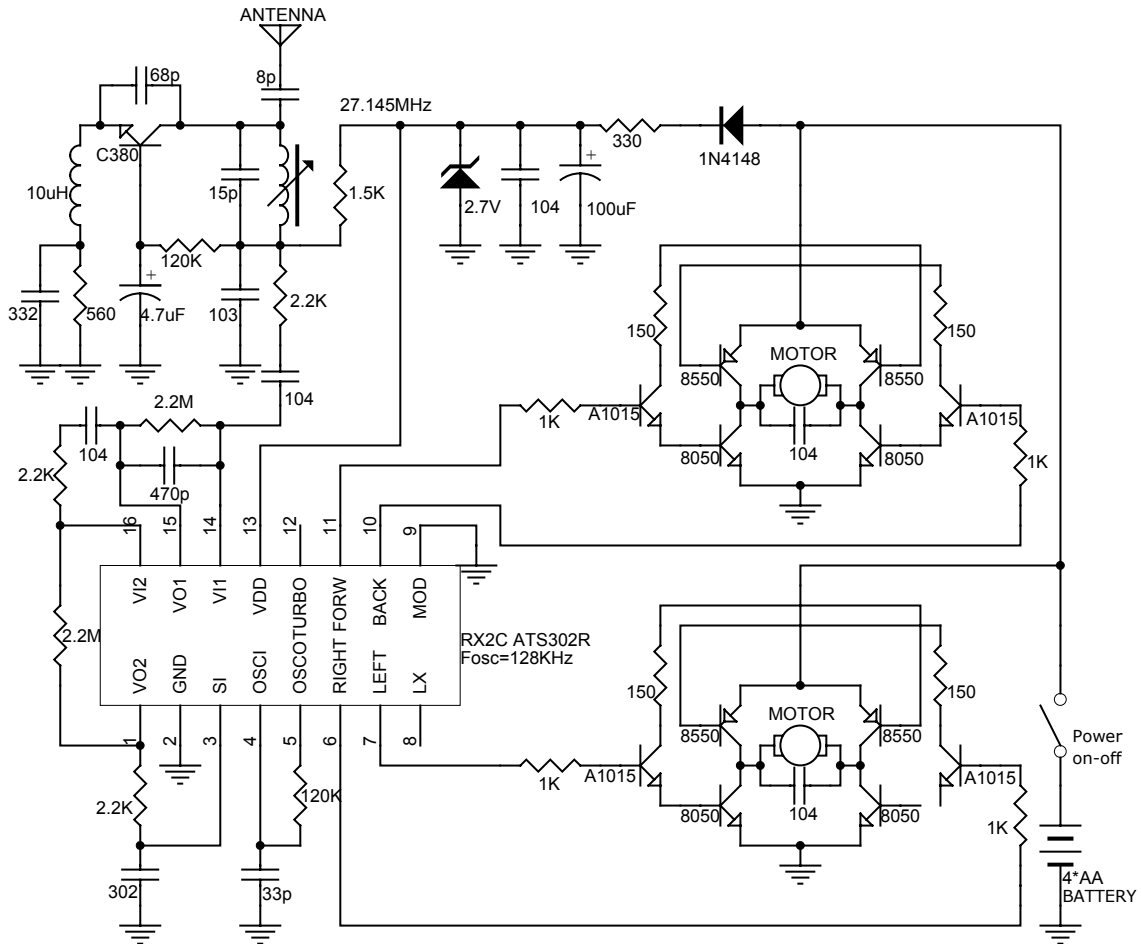 ANTENNA
68p
8p
27.145MHz
C380
330
1N4148
10uH
15p
1.5K
2.7V
104
+
100uF
120K
+
332
560
4.7uF
103
2.2K
150
150
MOTOR
8550
8550
104
2.2M
1K
A1015
A1015
104
104
8050
8050
1K
2.2K
470p
16
15
14
13
12
11
10
9
VI2
VO1
VI1
VDD
TURBO
FORW
BACK
MOD
2.2M
RX2C ATS302R
Fosc=128KHz
VO2
GND
SI
OSCI
OSCO
RIGHT
LEFT
LX
1
2
3
4
5
6
7
8
150
150
MOTOR
8550
8550
Power
on-off
1K
A1015
A1015
2.2K
120K
104
8050
8050
1K
302
33p
4*AA
BATTERY